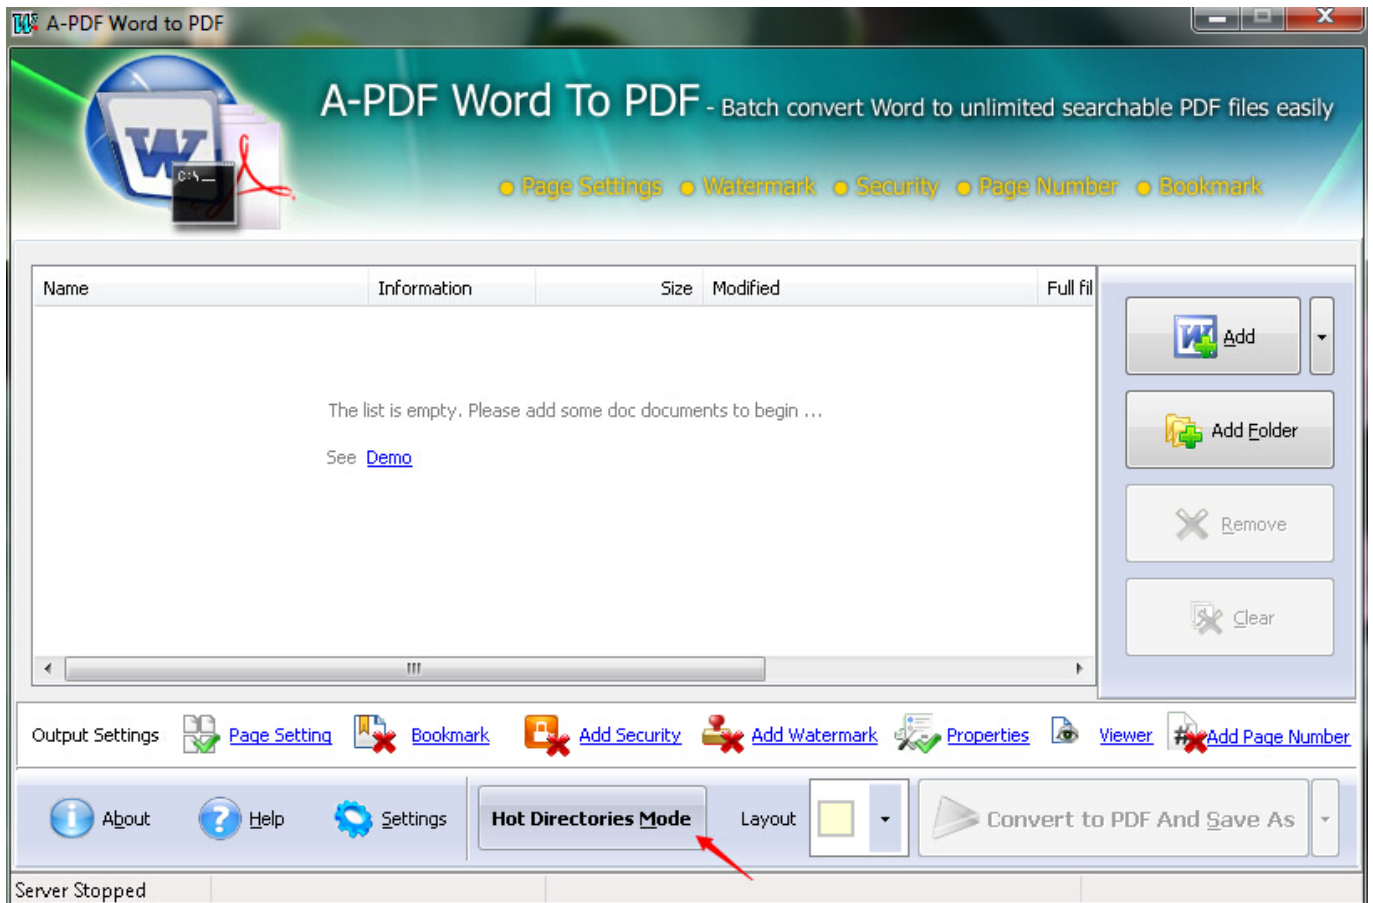 A-PDF Word to PDF
A-PDF Word To PDF - Batch convert Word to unlimited searchable PDF files easily
C:\_
Page Settings Watermark Security Page Number Bookmark
Name Information Size Modified Full fil
Add
The list is empty. Please add some doc documents to begin ...
Add Folder
See Demo
Remove
Clear
Output Settings Page Setting Bookmark Add Security Add Watermark Properties Viewer Add Page Number
About Help Settings Hot Directories Mode Layout Convert to PDF And Save As
Server Stopped